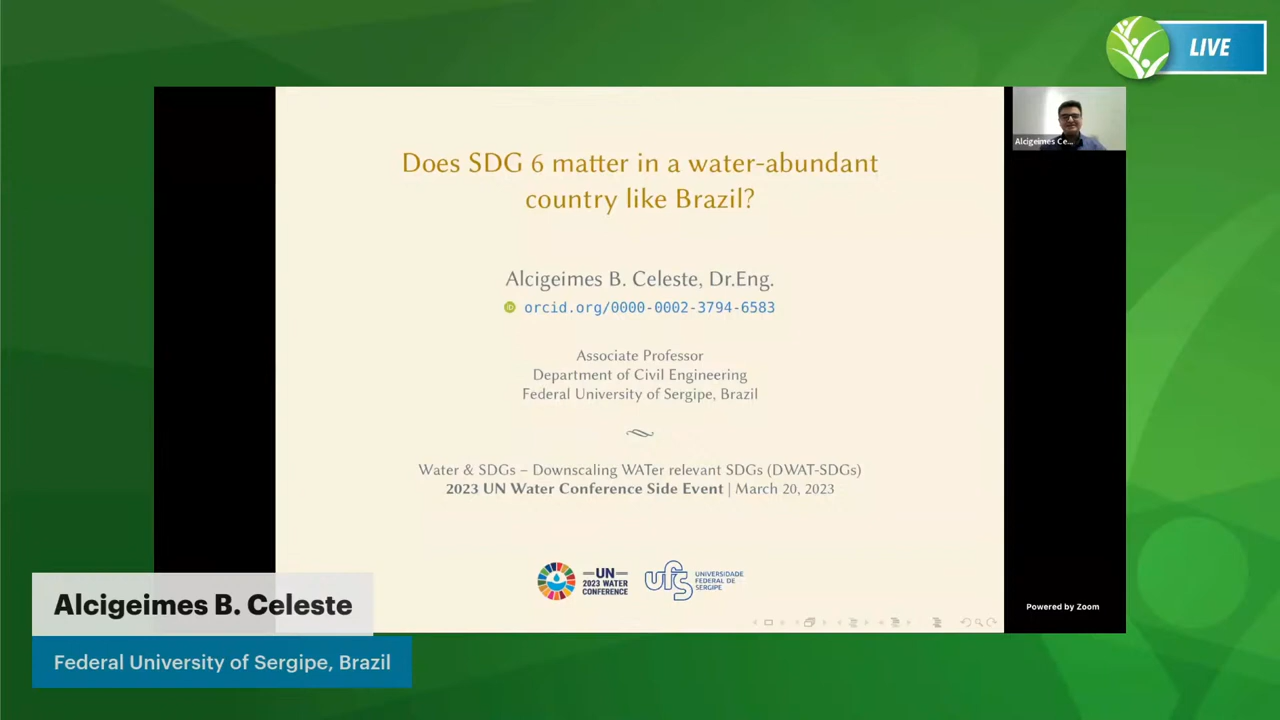 LIVE
Does SDG 6 matter in a water-abundant
country like Brazil?
Alcigeimes Ce...
Alcigeimes B. Celeste, Dr.Eng.
iD orcid.org/0000-0002-3794-6583
Associate Professor
Department of Civil Engineering
Federal University of Sergipe, Brazil
Water & SDGs – Downscaling WATer relevant SDGs (DWAT-SDGs)
2023 UN Water Conference Side Event | March 20, 2023
UN
2023 WATER
CONFERENCE
ufs
UNIVERSIDADE
FEDERAL DE
SERGIPE
Powered by Zoom
Alcigeimes B. Celeste
Federal University of Sergipe, Brazil